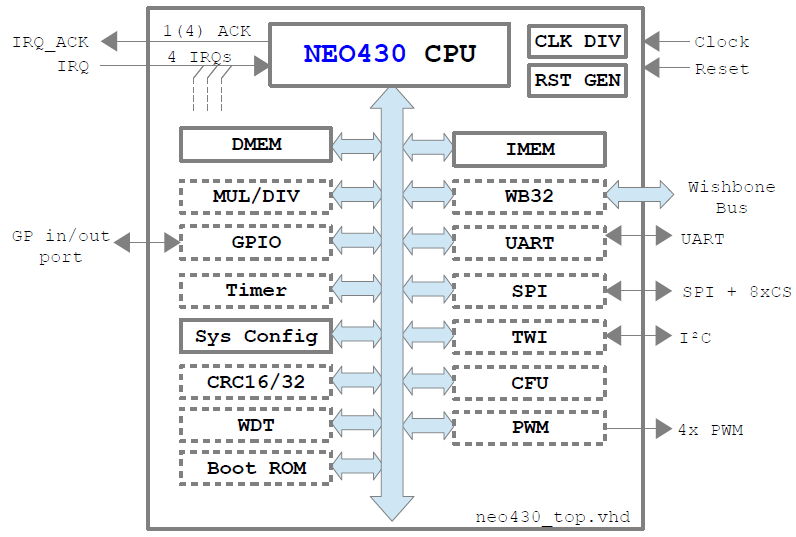 1(4) ACK
IRQ_ACK
IRQ
4 IRQs
NEO430 CPU
CLK DIV
RST GEN
Clock
Reset
DMEM
IMEM
MUL/DIV
WB32
Wishbone
Bus
GP in/out
port
GPIO
UART
UART
Timer
SPI
SPI + 8xCS
Sys Config
TWI
I²C
CRC16/32
CFU
WDT
PWM
4x PWM
Boot ROM
neo430_top.vhd